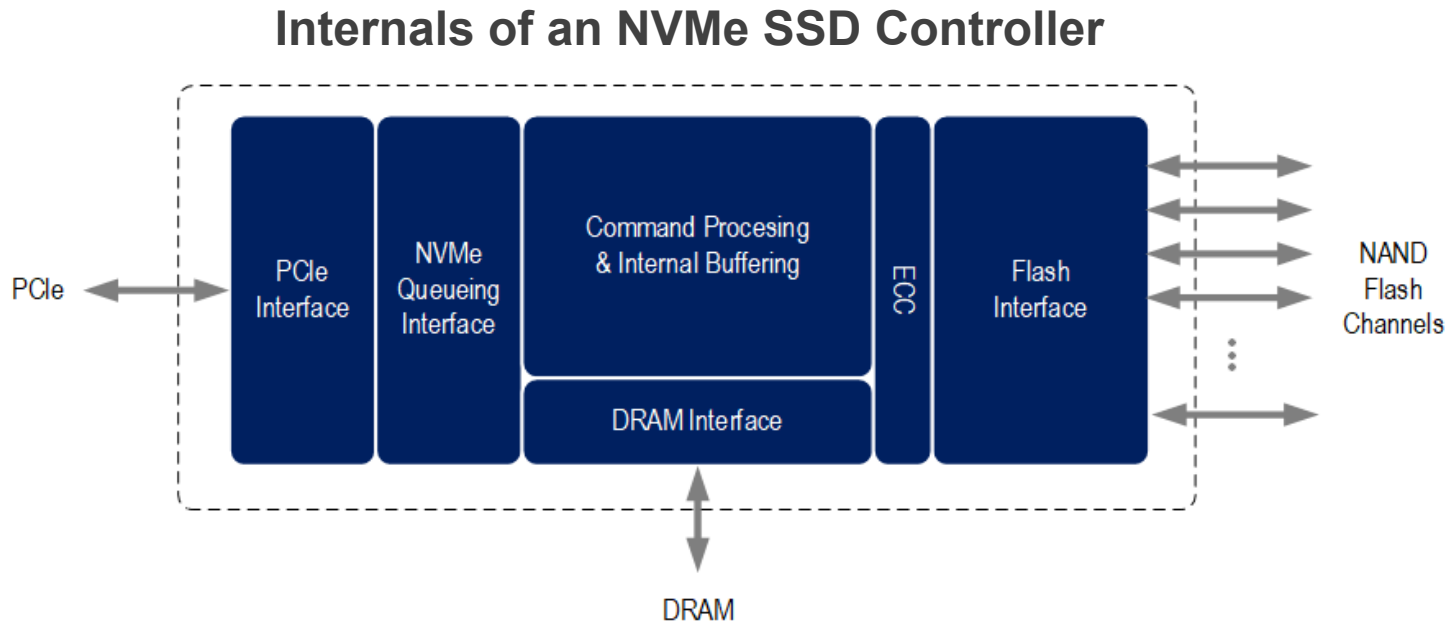 Internals of an NVMe SSD Controller
PCIe
PCIe
Interface
NVMe
Queueing
Interface
Command Procesing
& Internal Buffering
DRAM Interface
ECC
Flash
Interface
NAND
Flash
Channels
DRAM